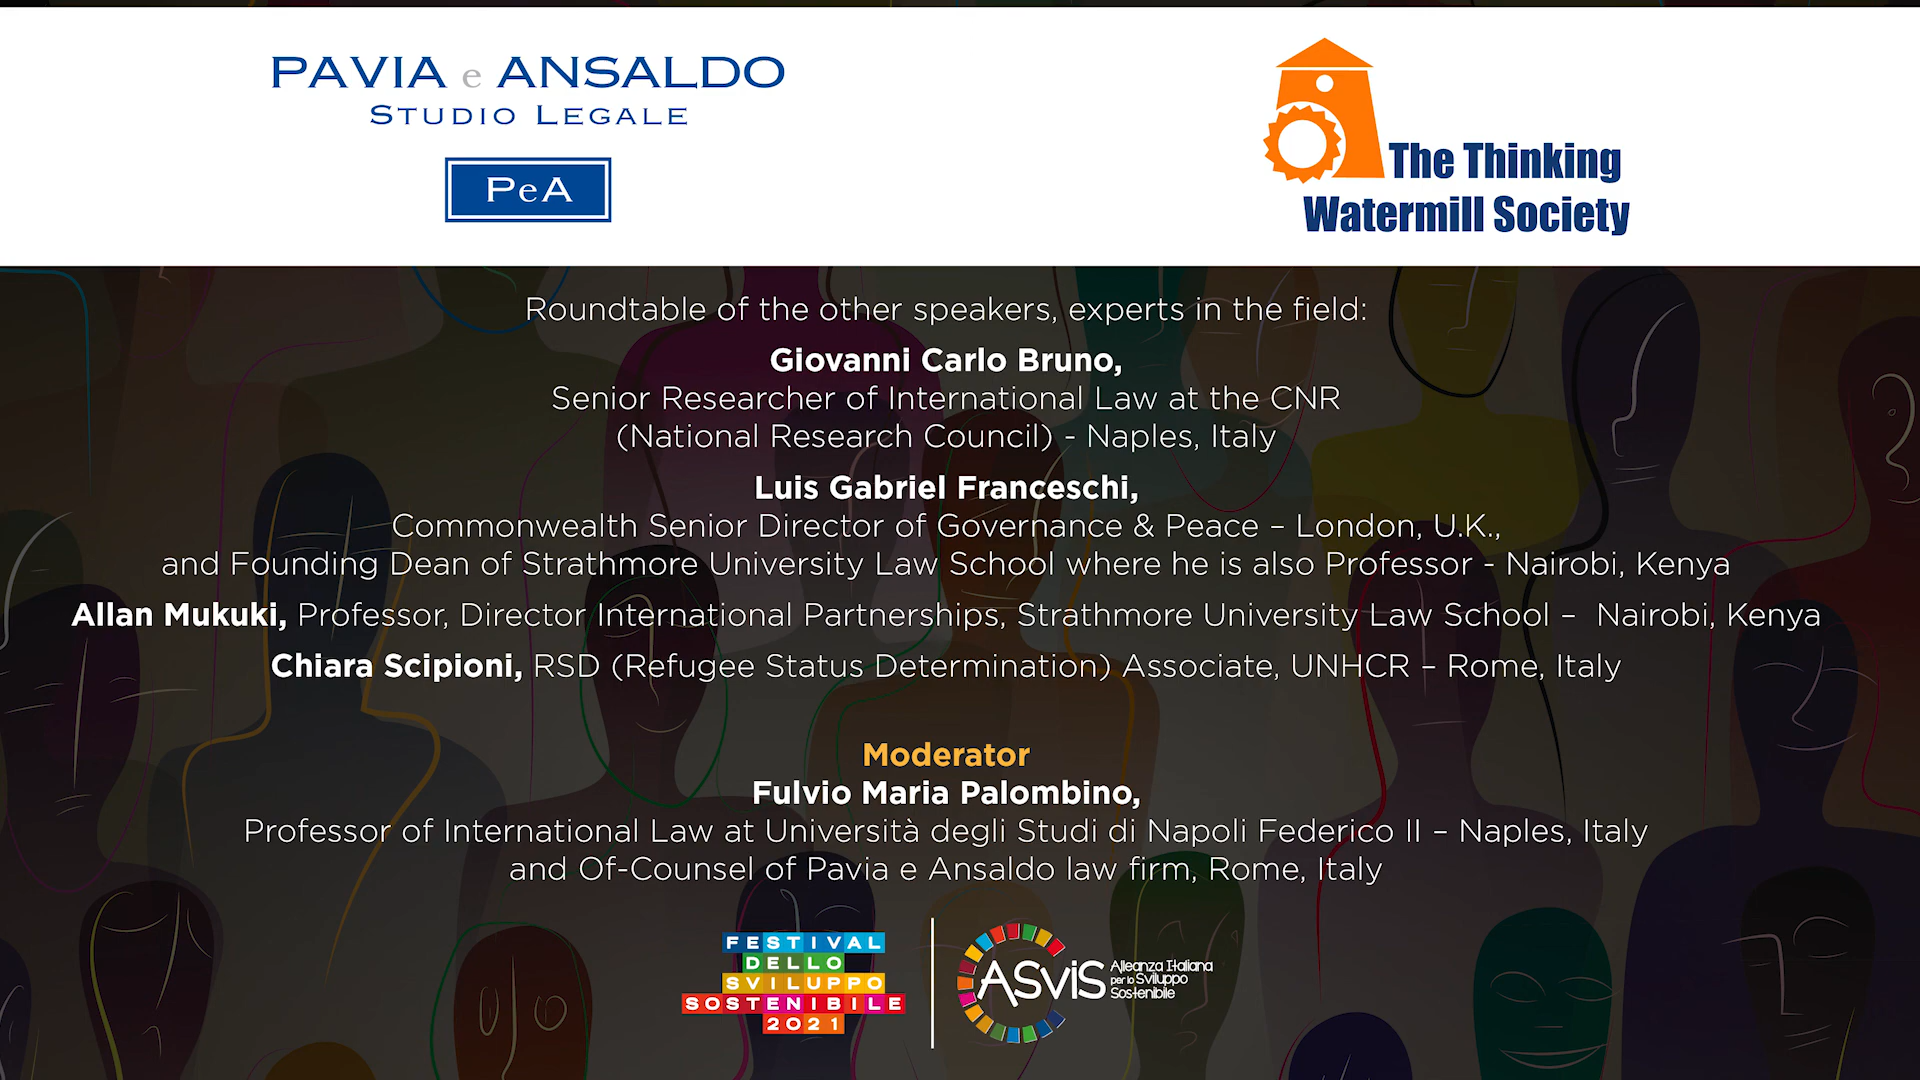 PAVIA e ANSALDO
STUDIO LEGALE
PeA
The Thinking
Watermill Society
Roundtable of the other speakers, experts in the field:
Giovanni Carlo Bruno,
Senior Researcher of International Law at the CNR
(National Research Council) - Naples, Italy
Luis Gabriel Franceschi,
Commonwealth Senior Director of Governance & Peace – London, U.K.,
and Founding Dean of Strathmore University Law School where he is also Professor - Nairobi, Kenya
Allan Mukuki, Professor, Director International Partnerships, Strathmore University Law School – Nairobi, Kenya
Chiara Scipioni, RSD (Refugee Status Determination) Associate, UNHCR – Rome, Italy
Moderator
Fulvio Maria Palombino,
Professor of International Law at Università degli Studi di Napoli Federico II – Naples, Italy
and Of-Counsel of Pavia e Ansaldo law firm, Rome, Italy
FESTIVAL
DELLO
SVILUPPO
SOSTENIBILE
2021
ASviS
Alleanza Italiana
per lo Sviluppo
Sostenibile